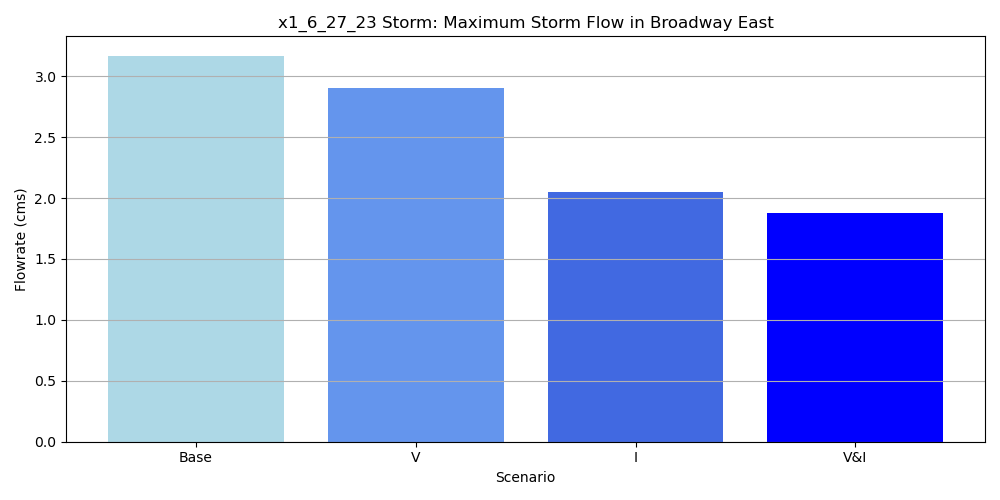 x1_6_27_23 Storm: Maximum Storm Flow in Broadway East
Flowrate (cms)
3.0
2.5
2.0
1.5
1.0
0.5
0.0
Base V I V&I
Scenario